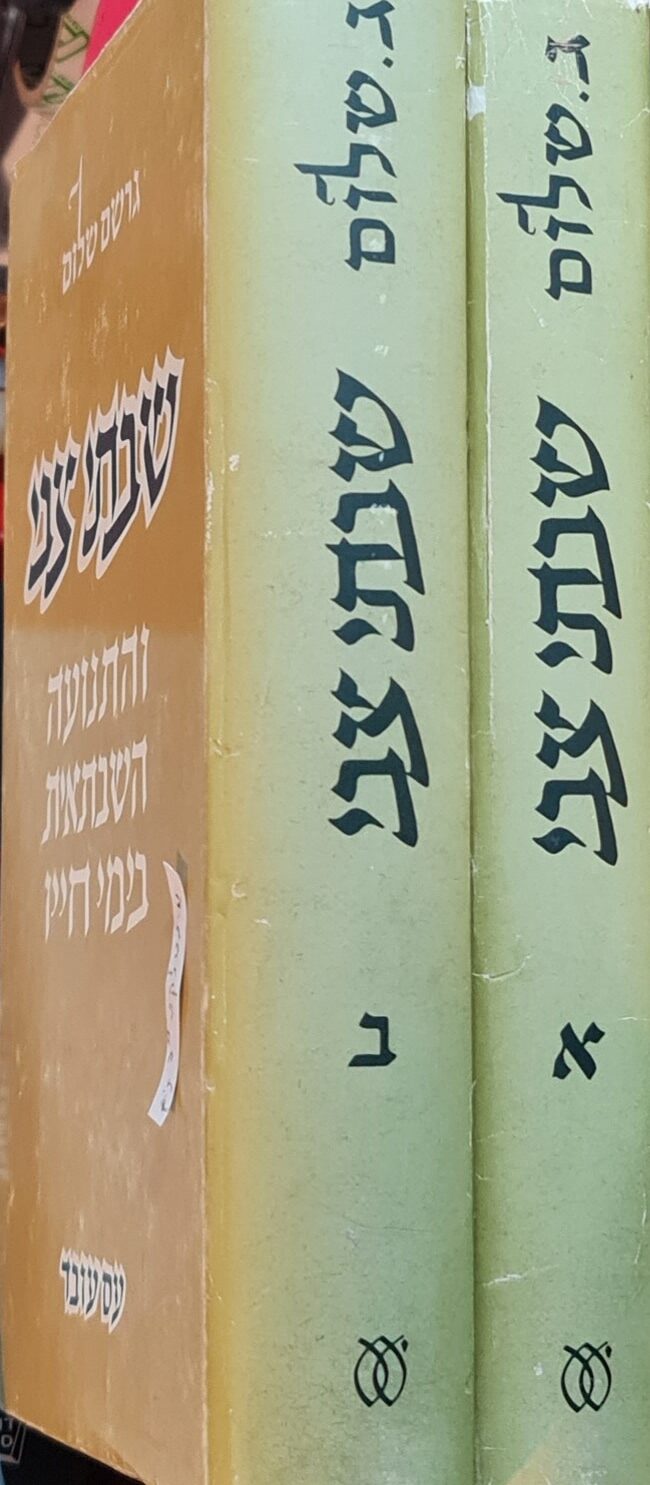 גרשם שלום
שבתי צבי
והתנועה
השבתאית
בימי חייו
עם עובד
ג. שלום
שבתי צבי
ב
ג. שלום
שבתי צבי
א